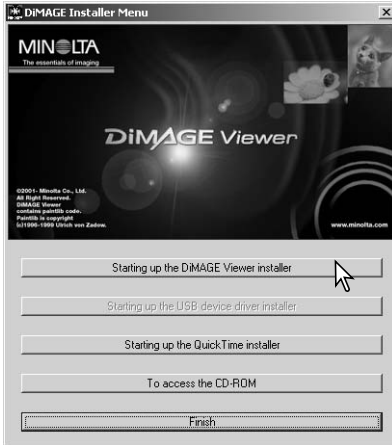 DiMAGE Installer Menu
MINOLTA
The essentials of imaging
DiMAGE Viewer
©2001- Minolta Co., Ltd.
All Right Reserved.
DiMAGE Viewer
contains paintlib code.
Paintlib is copyright
(c)1996-1999 Ulrich von Zadow.
www.minolta.com
Starting up the DiMAGE Viewer installer
Starting up the USB device driver installer
Starting up the QuickTime installer
To access the CD-ROM
Finish